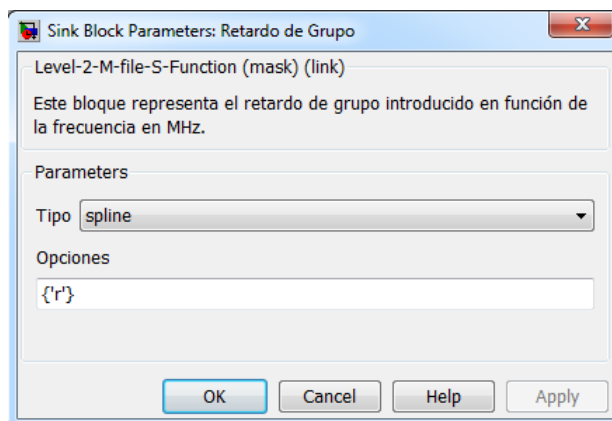 Sink Block Parameters: Retardo de Grupo
Level-2-M-file-S-Function (mask) (link)
Este bloque representa el retardo de grupo introducido en función de
la frecuencia en MHz.
Parameters
Tipo spline
Opciones
{'r'}
OK Cancel Help Apply